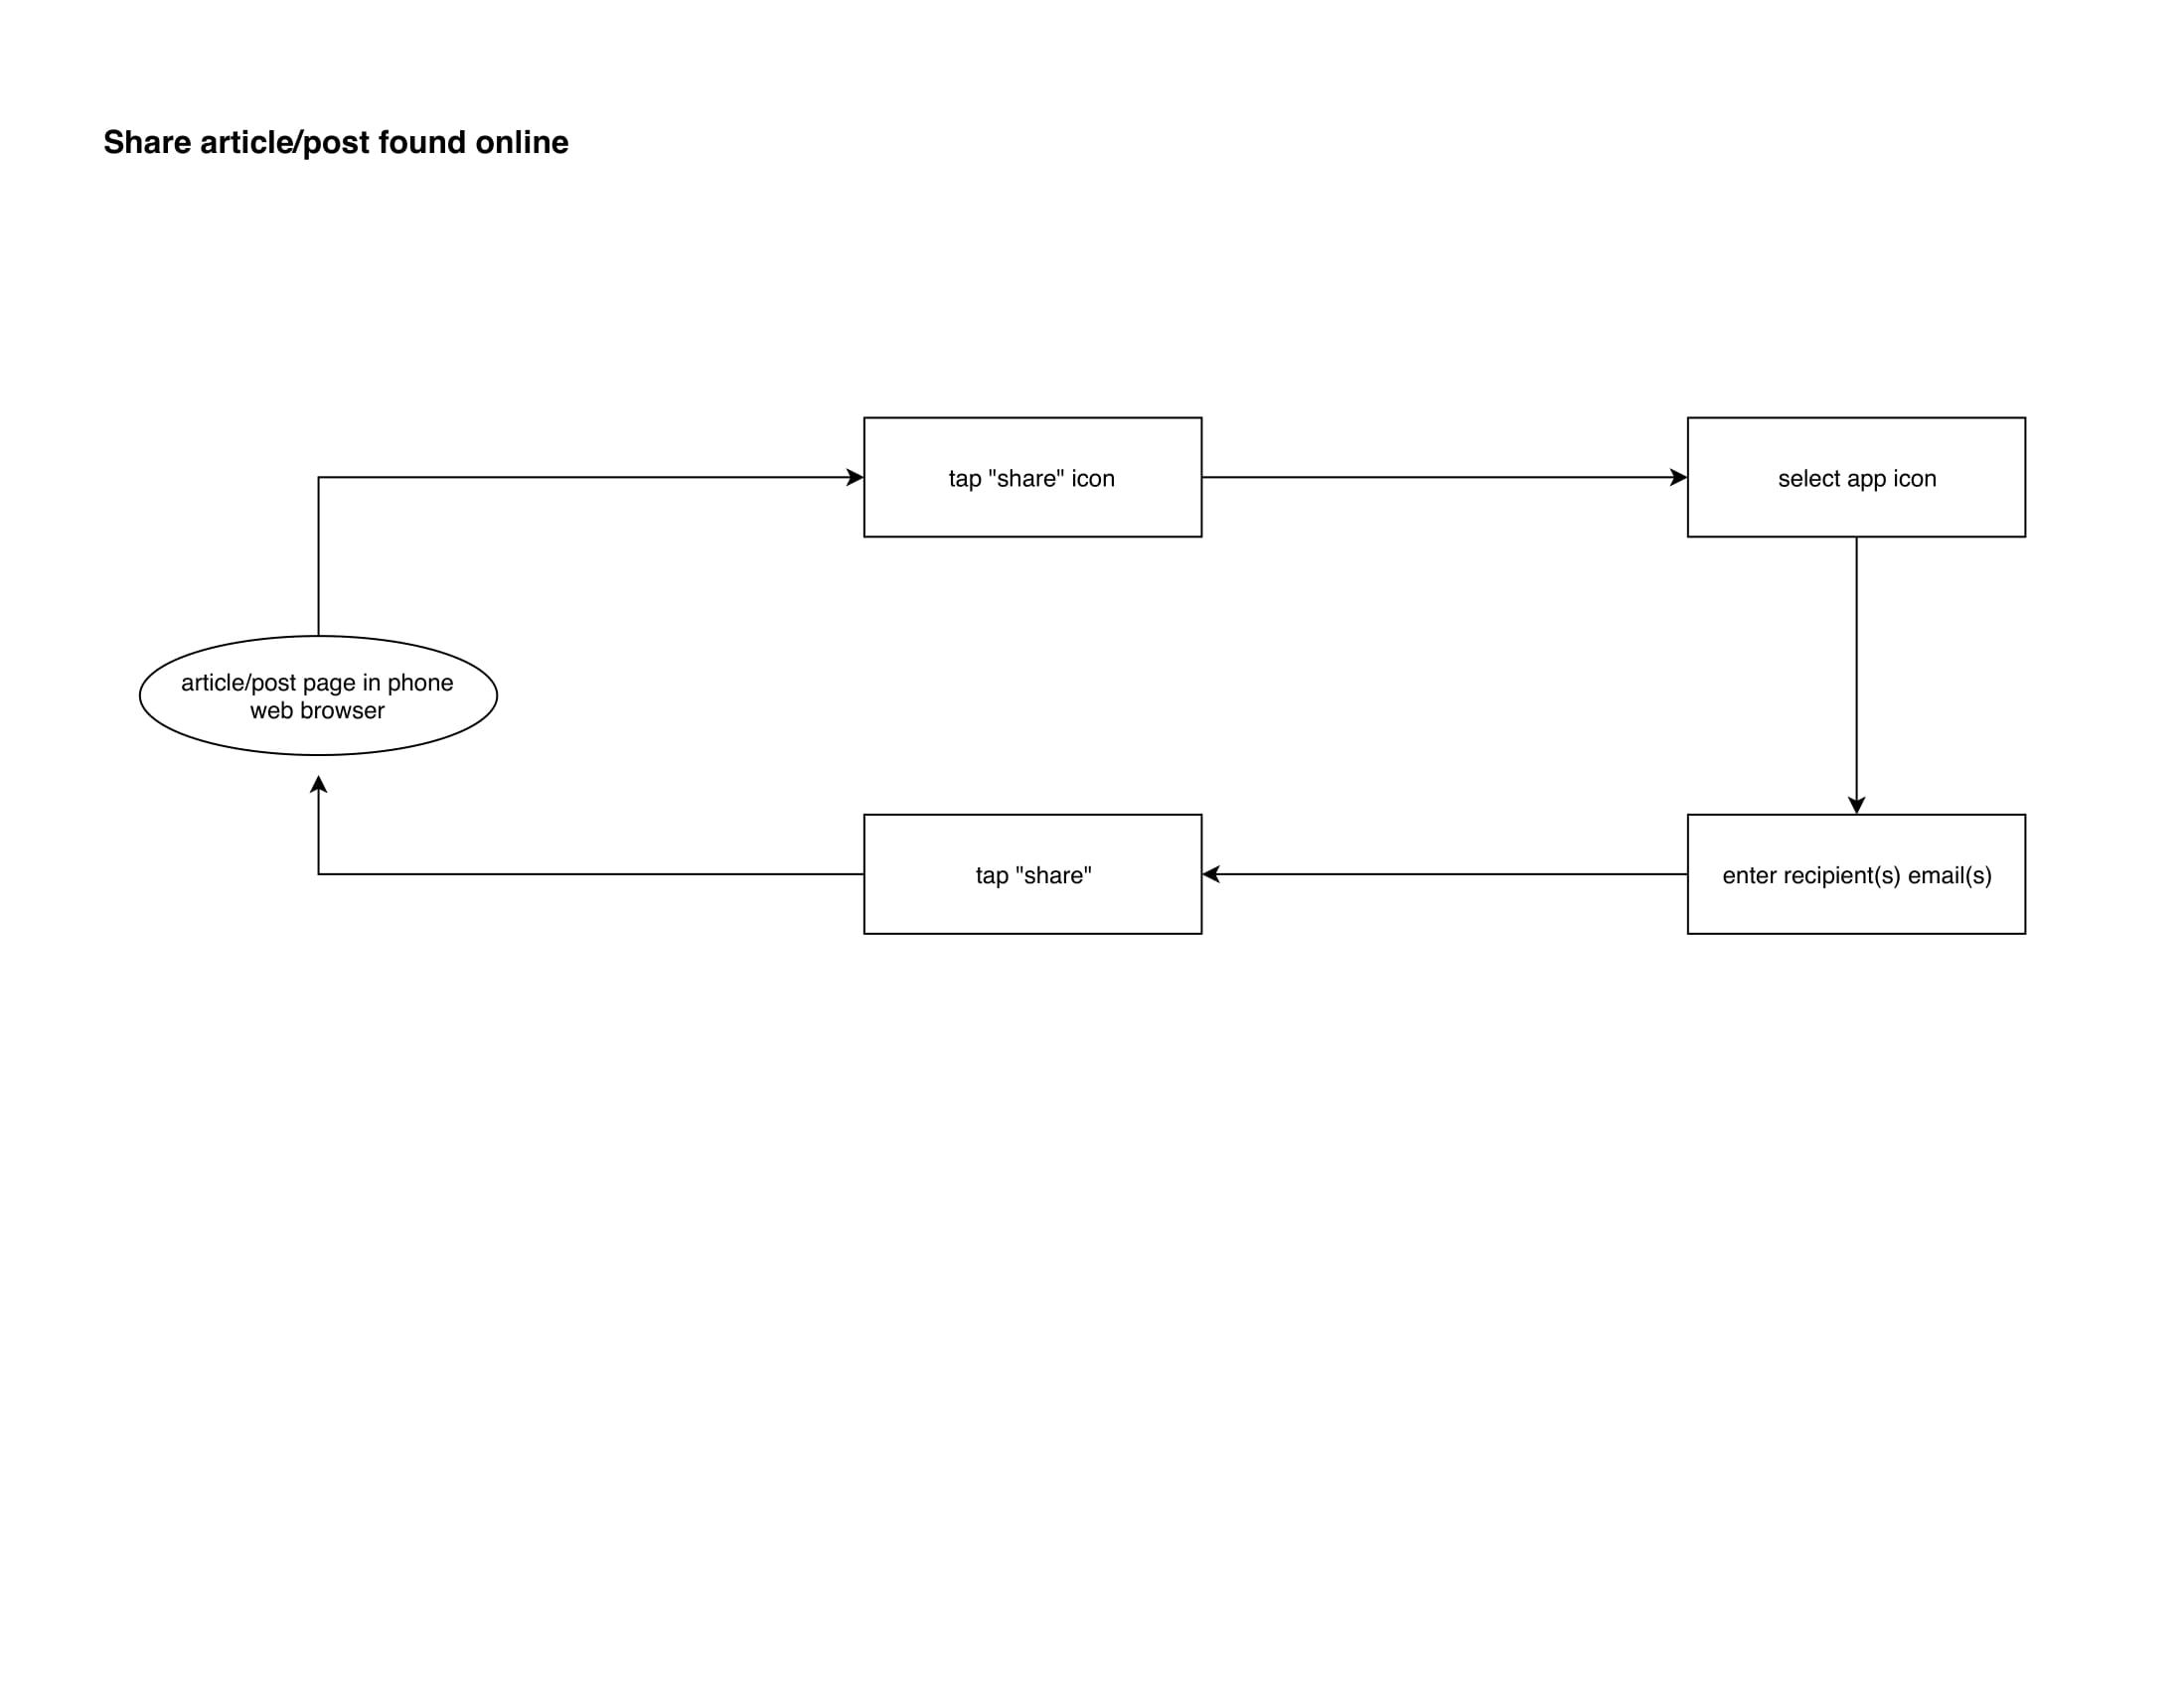 Share article/post found online
tap "share" icon
select app icon
article/post page in phone
web browser
tap "share"
enter recipient(s) email(s)